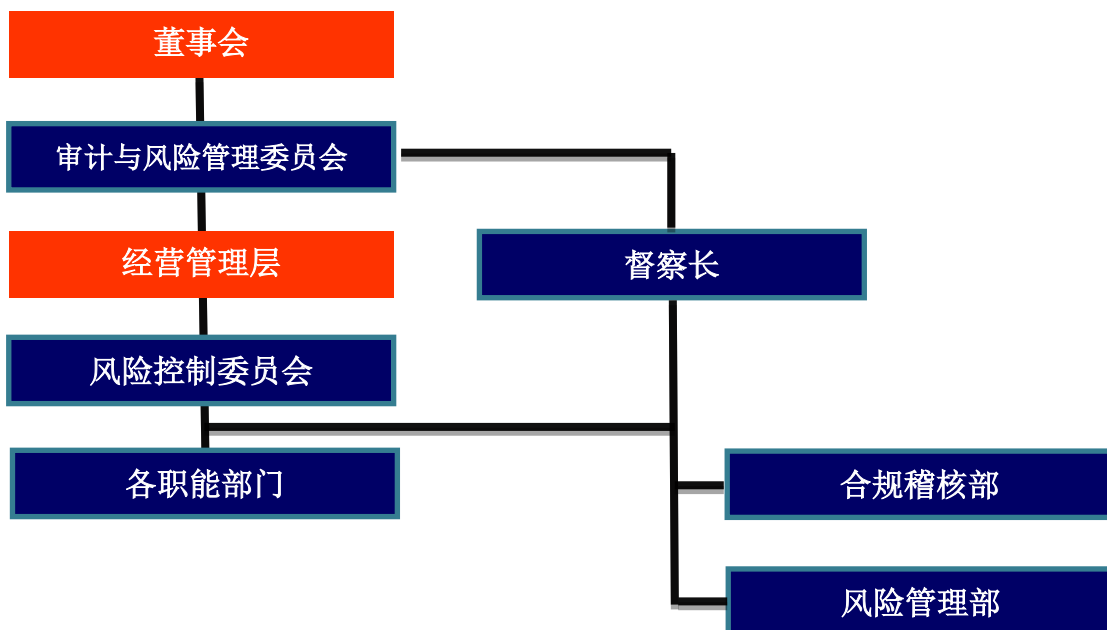 董事会
审计与风险管理委员会
经营管理层
督察长
风险控制委员会
各职能部门
合规稽核部
风险管理部